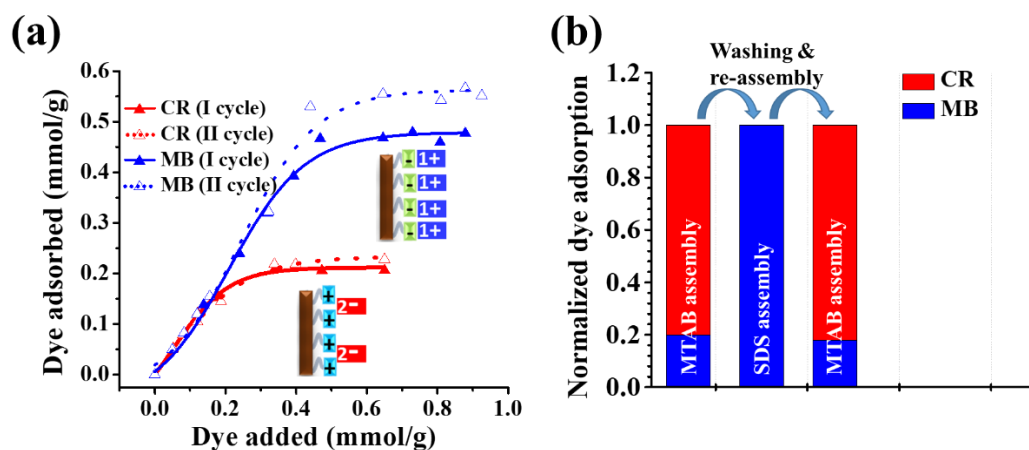 (a)
Dye adsorbed (mmol/g)
0.6
0.5
0.4
0.3
0.2
0.1
0.0
CR (I cycle)
CR (II cycle)
MB (I cycle)
MB (II cycle)
- 1+
- 1+
- 1+
- 1+
+
2-
+
+
2-
+
0.0 0.2 0.4 0.6 0.8 1.0
Dye added (mmol/g)
(b)
Washing &
re-assembly
CR
MB
Normalized dye adsorption
1.2
1.0
0.8
0.6
0.4
0.2
0.0
MTAB assembly
SDS assembly
MTAB assembly